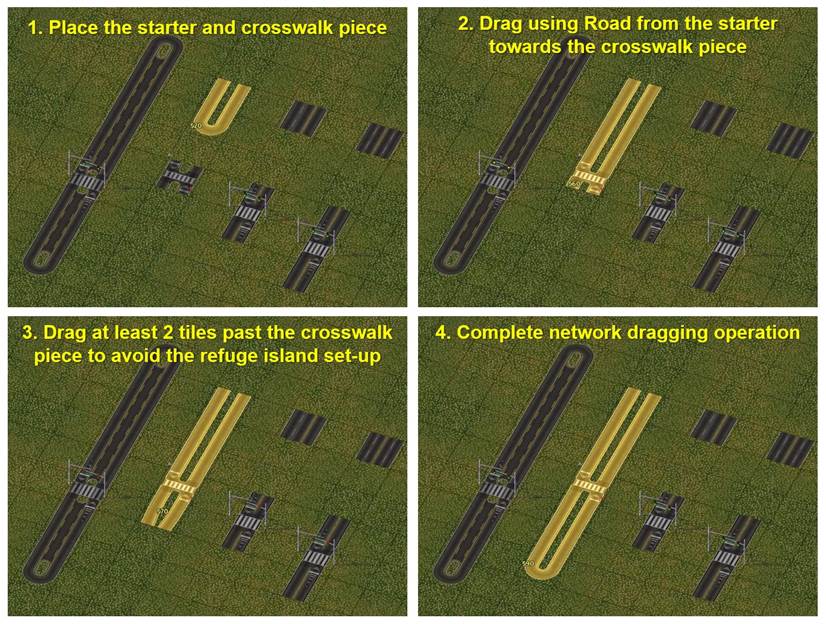 1. Place the starter and crosswalk piece
2. Drag using Road from the starter
towards the crosswalk piece
3. Drag at least 2 tiles past the crosswalk
piece to avoid the refuge island set-up
4. Complete network dragging operation